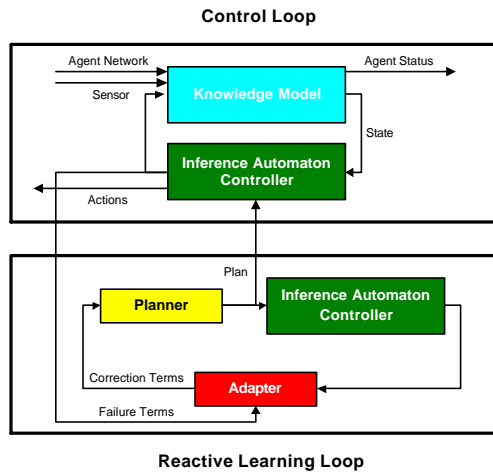 Control Loop
Agent Network
Agent Status
Sensor
Knowledge Model
State
Inference Automaton
Controller
Actions
Plan
Planner
Inference Automaton
Controller
Correction Terms
Adapter
Failure Terms
Reactive Learning Loop